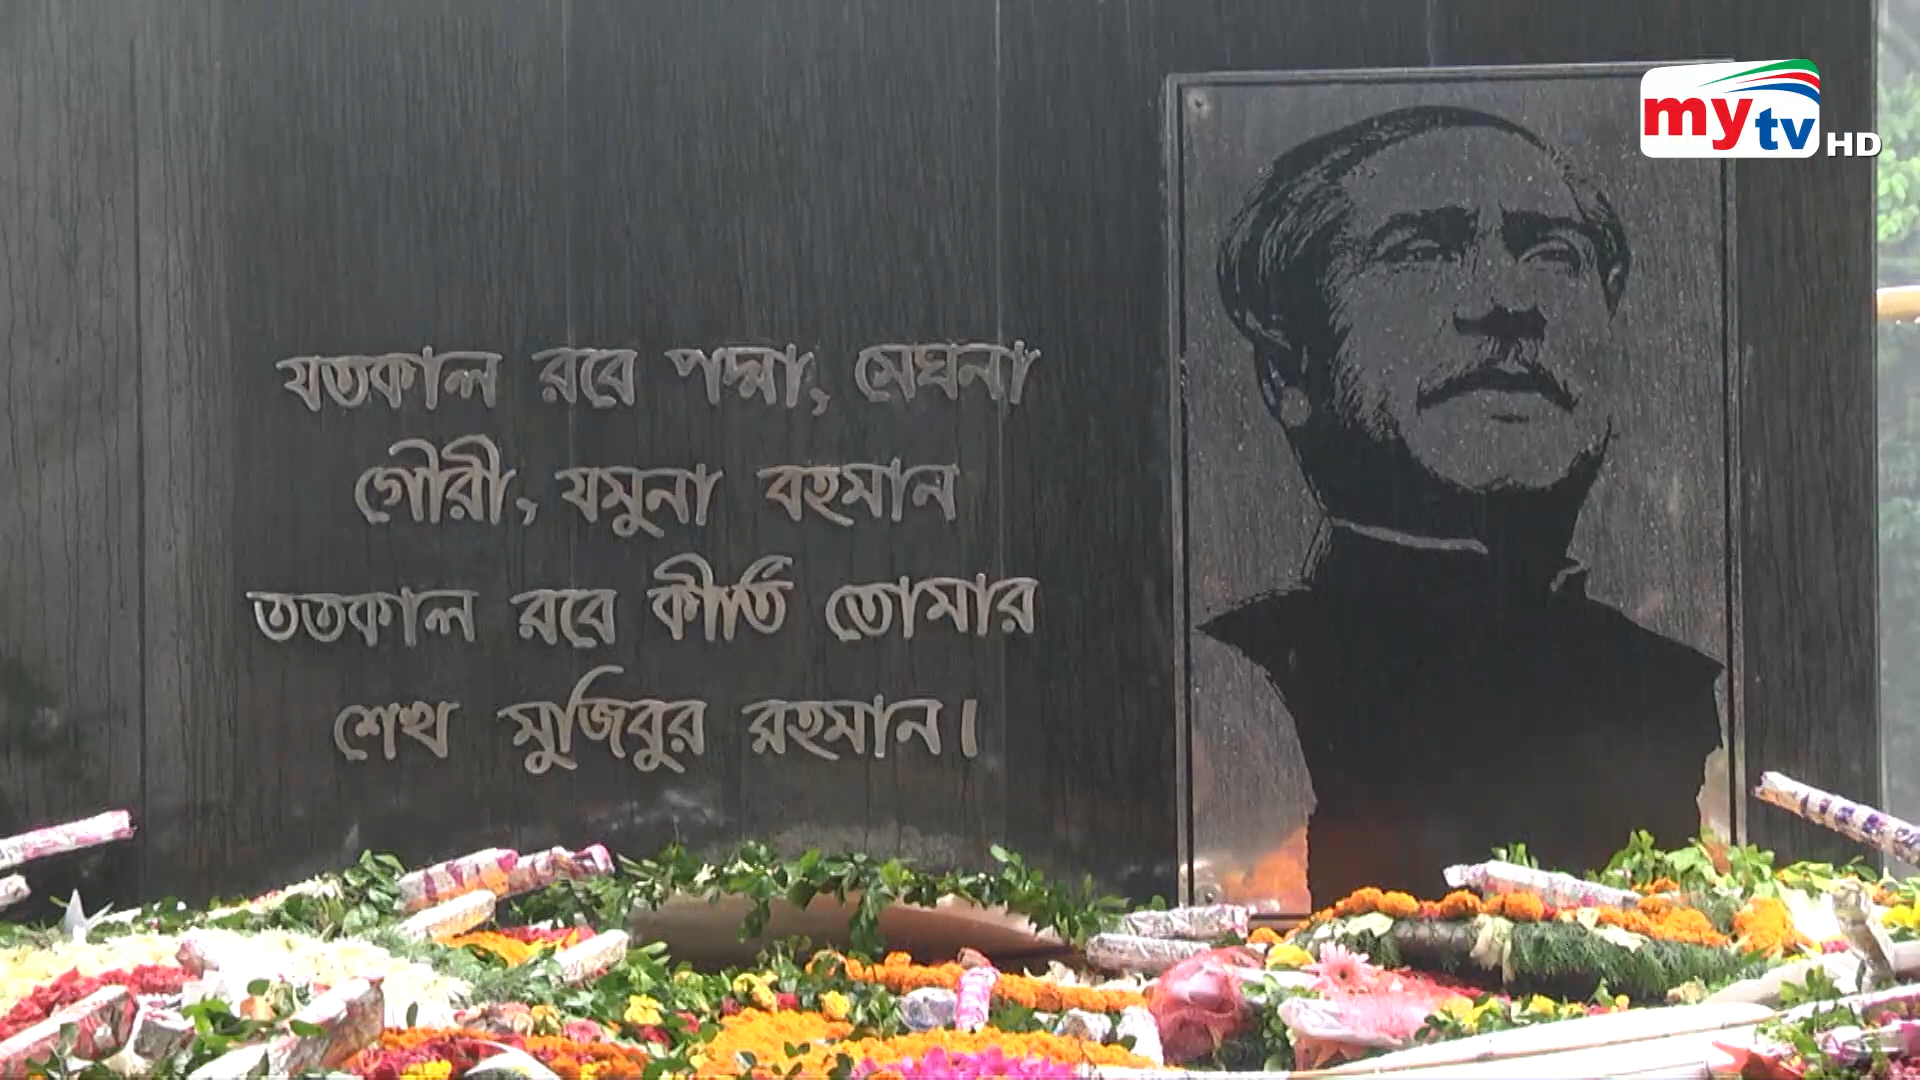 যতকাল রবে পদ্মা, মেঘনা
গৌরী, যমুনা বহমান
ততকাল রবে কীর্তি তোমার
শেখ মুজিবুর রহমান।
mytv HD